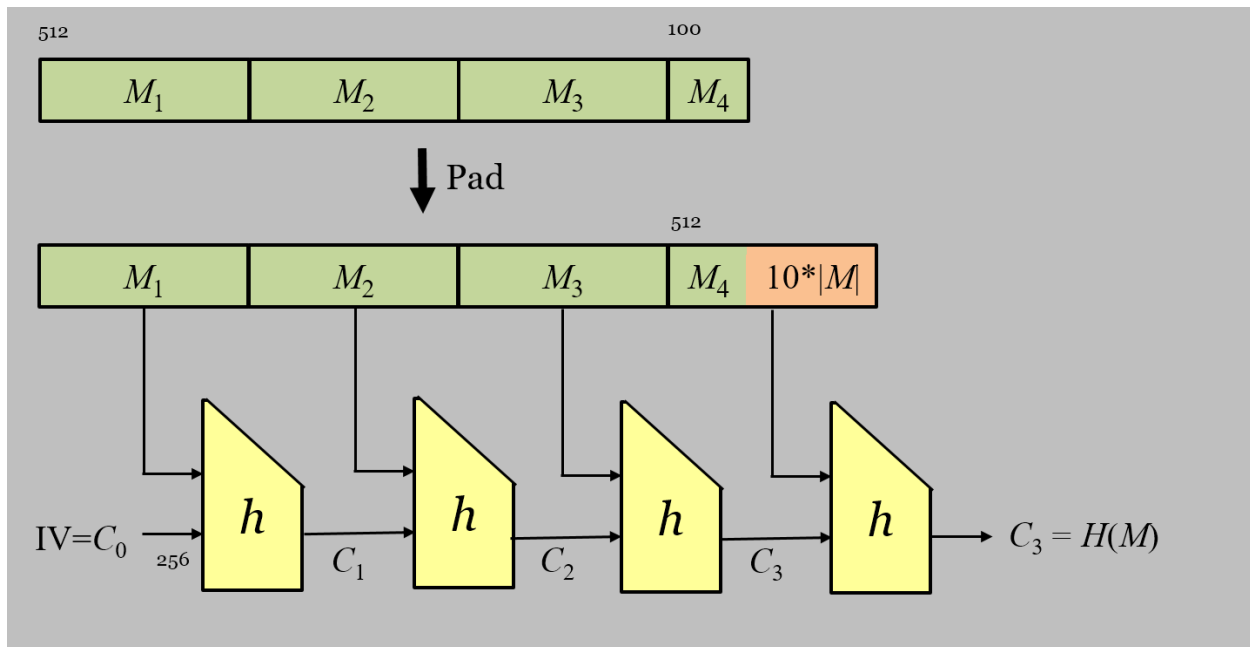 512 100
M₁ M₂ M₃ M₄
Pad
512
M₁ M₂ M₃ M₄ 10*|M|
h h h h
IV=C₀ 256 C₁ C₂ C₃ C₃ = H(M)